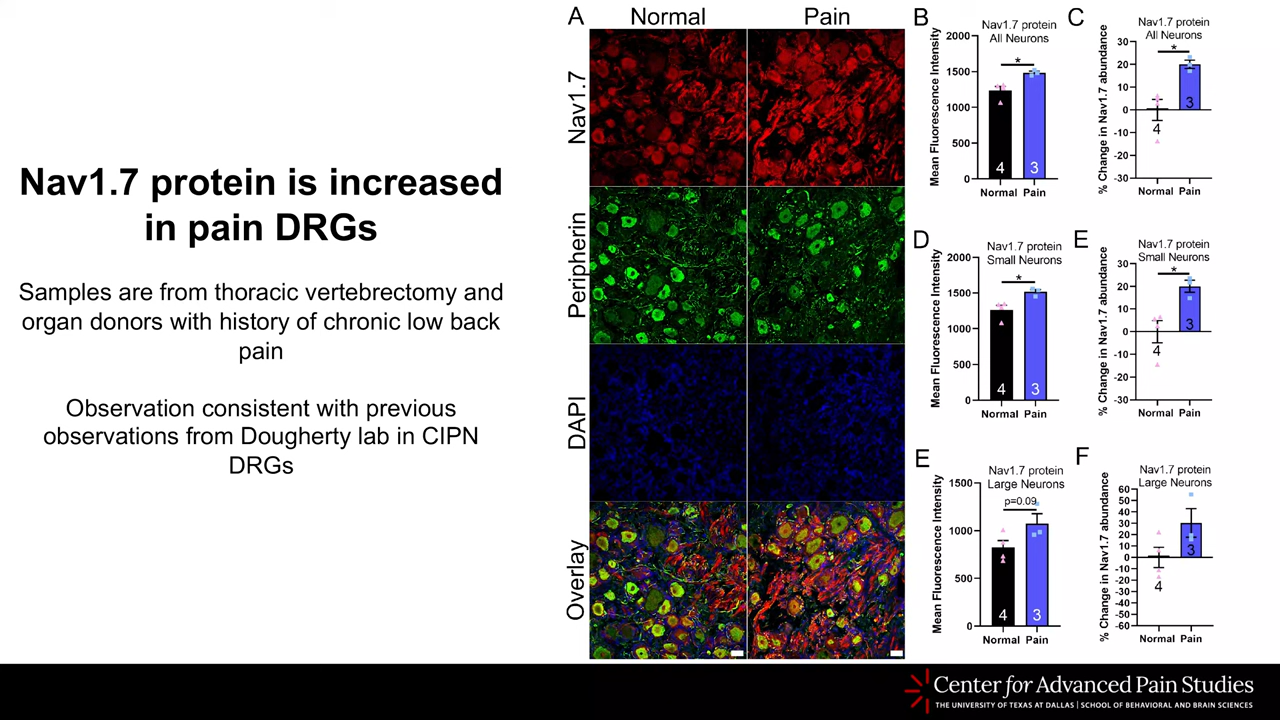 Nav1.7 protein is increased
in pain DRGs
Samples are from thoracic vertebrectomy and
organ donors with history of chronic low back
pain
Observation consistent with previous
observations from Dougherty lab in CIPN
DRGs
A
Normal
Pain
Nav1.7
Peripherin
DAPI
Overlay
B
Nav1.7 protein
All Neurons
Mean Fluorescence Intensity
2000
1500
1000
500
0
*
4
3
Normal Pain
C
Nav1.7 protein
All Neurons
% Change in Nav1.7 abundance
30
20
10
0
-10
-20
-30
*
4
3
Normal Pain
D
Nav1.7 protein
Small Neurons
Mean Fluorescence Intensity
2000
1500
1000
500
0
*
4
3
Normal Pain
E
Nav1.7 protein
Small Neurons
% Change in Nav1.7 abundance
30
20
10
0
-10
-20
-30
*
4
3
Normal Pain
E
Nav1.7 protein
Large Neurons
Mean Fluorescence Intensity
1500
1000
500
0
p=0.09
4
3
Normal Pain
F
Nav1.7 protein
Large Neurons
% Change in Nav1.7 abundance
60
50
40
30
20
10
0
-10
-20
-30
-40
-50
-60
4
3
Normal Pain
Center for Advanced Pain Studies
THE UNIVERSITY OF TEXAS AT DALLAS | SCHOOL OF BEHAVIORAL AND BRAIN SCIENCES